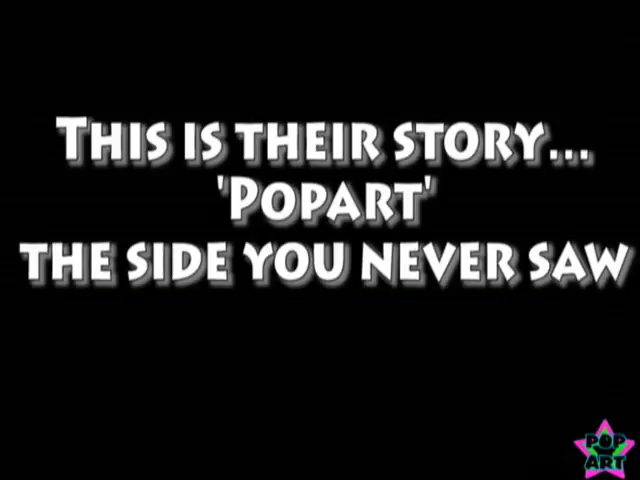 THIS IS THEIR STORY...
'POPART'
THE SIDE YOU NEVER SAW
POP
ART